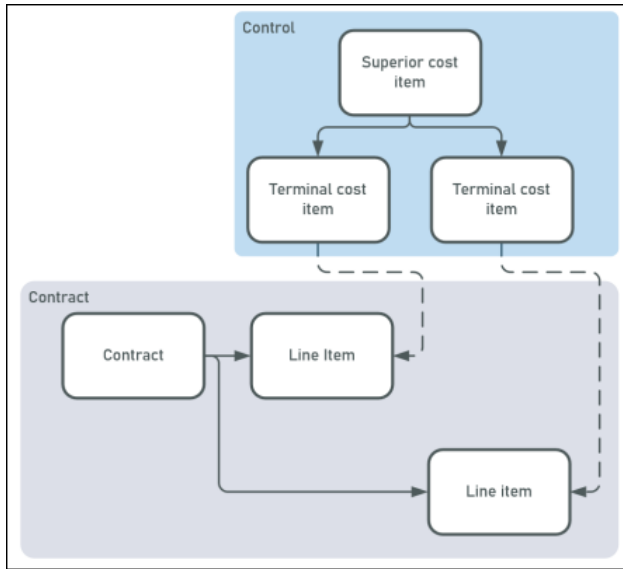 Control
Superior cost
item
Terminal cost
item
Terminal cost
item
Contract
Contract
Line Item
Line item